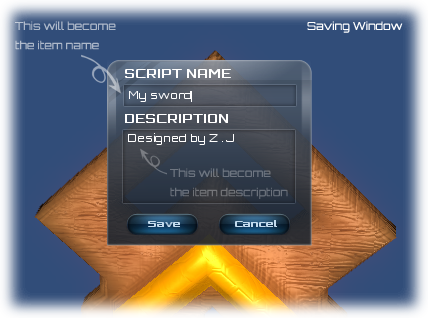 This will become
the item name
Saving Window
SCRIPT NAME
My sword
DESCRIPTION
Designed by Z.J
This will become
the item description
Save
Cancel